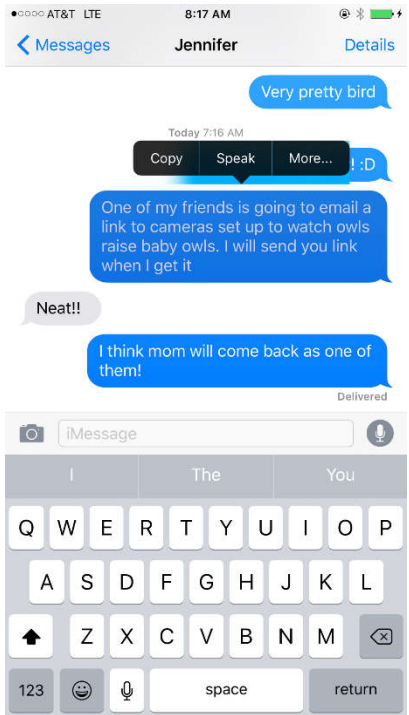 AT&T LTE 8:17 AM
Messages Jennifer Details
Very pretty bird
Today 7:16 AM
Copy Speak More...
! :D
One of my friends is going to email a
link to cameras set up to watch owls
raise baby owls. I will send you link
when I get it
Neat!!
I think mom will come back as one of
them!
Delivered
iMessage
I The You
Q W E R T Y U I O P
A S D F G H J K L
Z X C V B N M
123 space return